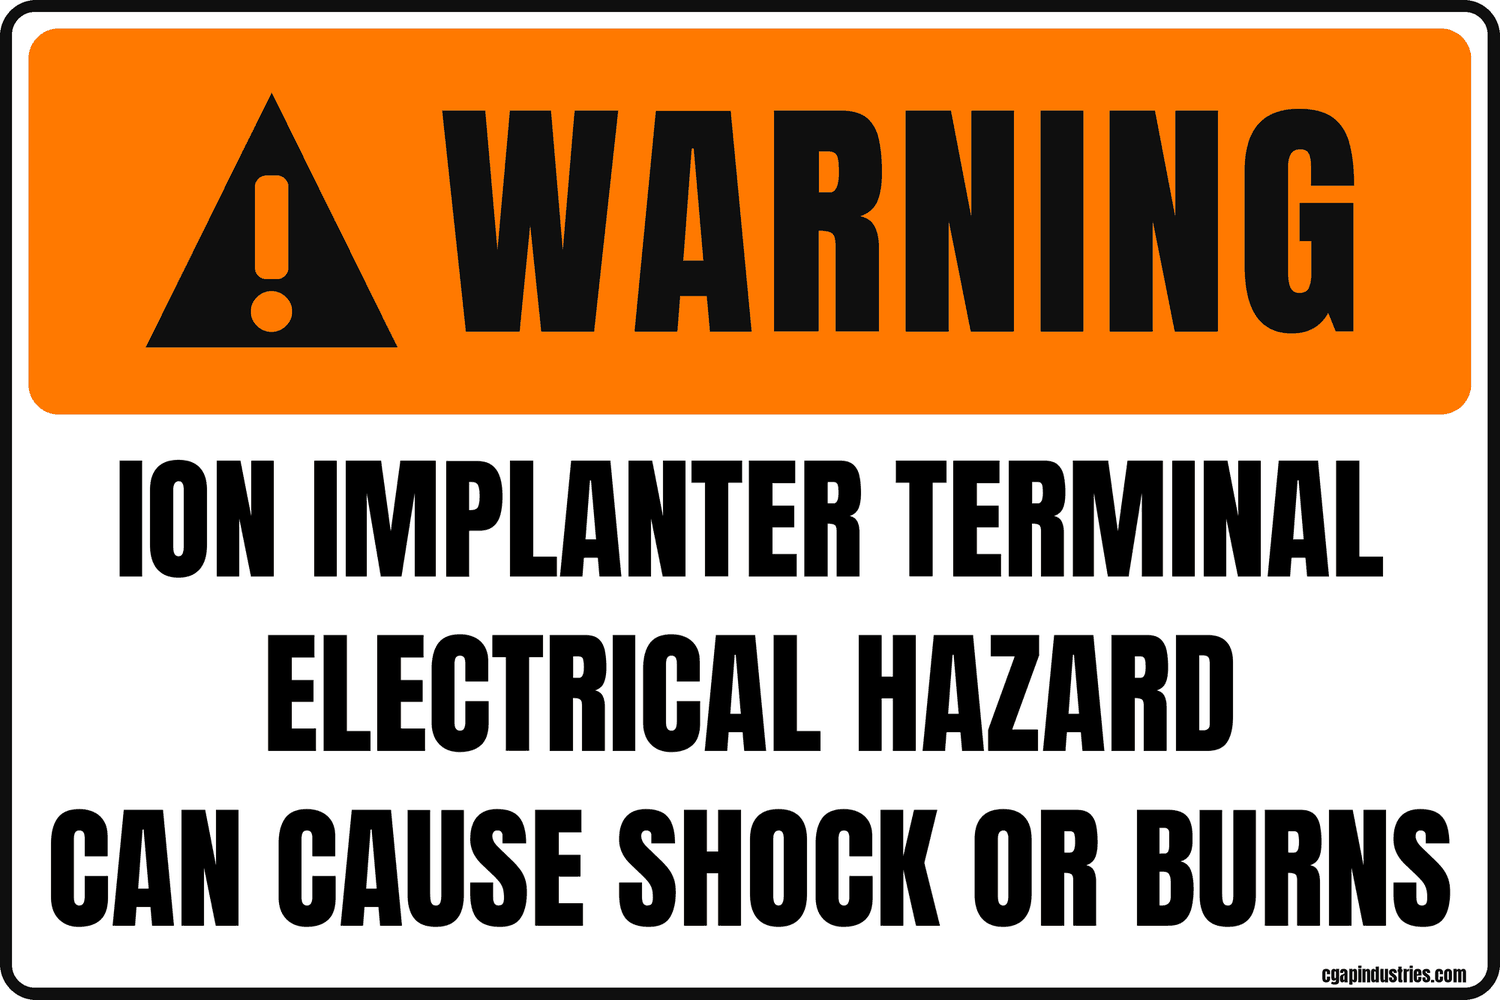 WARNING
ION IMPLANTER TERMINAL
ELECTRICAL HAZARD
CAN CAUSE SHOCK OR BURNS
cgapindustries.com